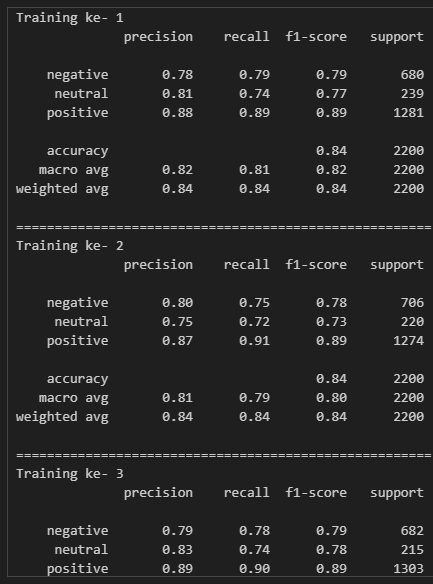 Training ke- 1
precision recall f1-score support
negative 0.78 0.79 0.79 680
neutral 0.81 0.74 0.77 239
positive 0.88 0.89 0.89 1281
accuracy 0.84 2200
macro avg 0.82 0.81 0.82 2200
weighted avg 0.84 0.84 0.84 2200
======================================================
Training ke- 2
precision recall f1-score support
negative 0.80 0.75 0.78 706
neutral 0.75 0.72 0.73 220
positive 0.87 0.91 0.89 1274
accuracy 0.84 2200
macro avg 0.81 0.79 0.80 2200
weighted avg 0.84 0.84 0.84 2200
======================================================
Training ke- 3
precision recall f1-score support
negative 0.79 0.78 0.79 682
neutral 0.83 0.74 0.78 215
positive 0.89 0.90 0.89 1303